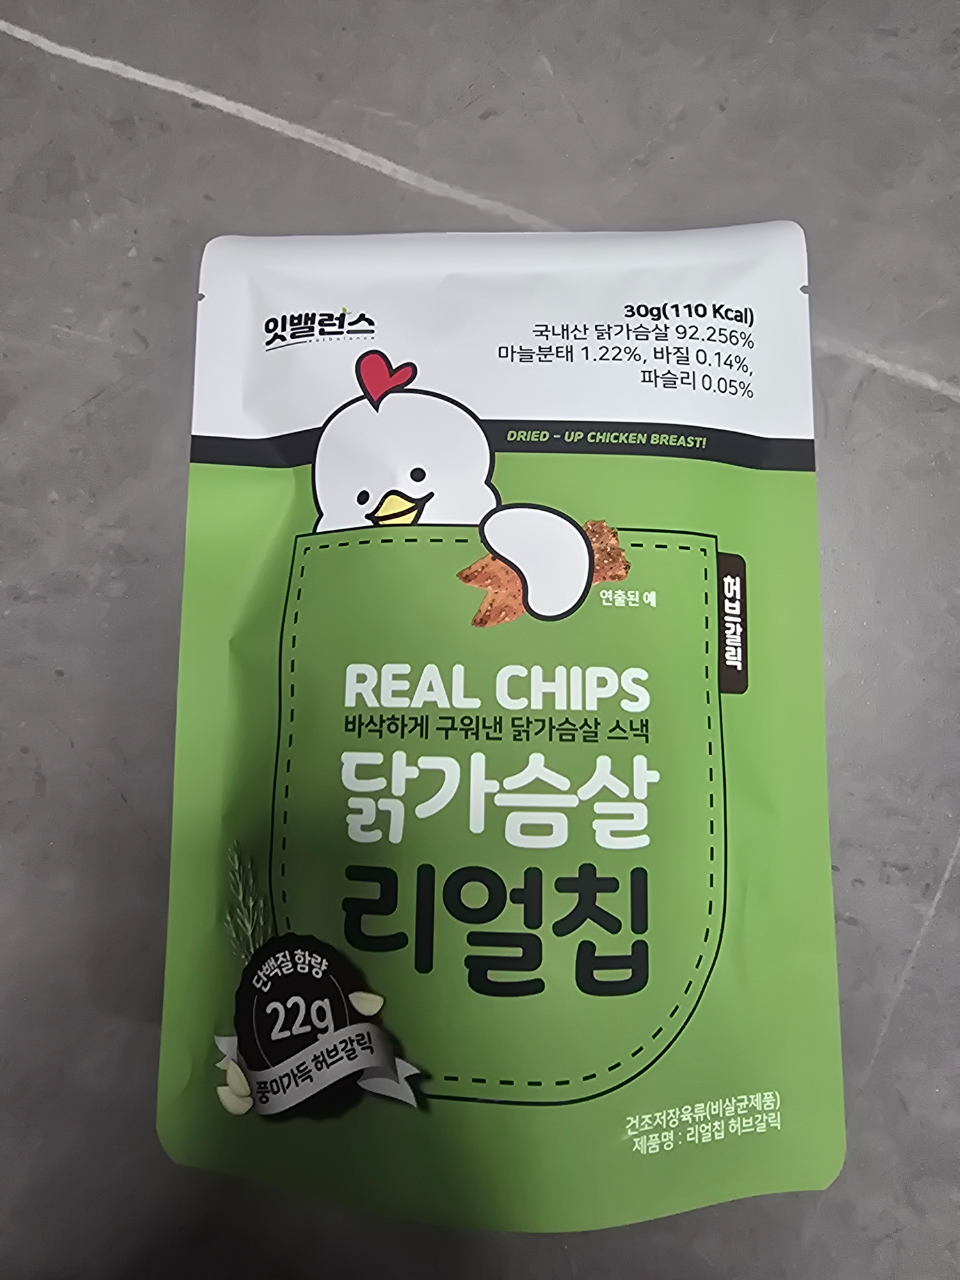 잇밸런스
eatbalance
30g(110 Kcal)
국내산 닭가슴살 92.256%
마늘분태 1.22%, 바질 0.14%,
파슬리 0.05%
DRIED - UP CHICKEN BREAST!
연출된 예
허브갈릭
REAL CHIPS
바삭하게 구워낸 닭가슴살 스낵
닭가슴살
리얼칩
단백질 함량
22g
풍미가득 허브갈릭
건조저장육류(비살균제품)
제품명 : 리얼칩 허브갈릭